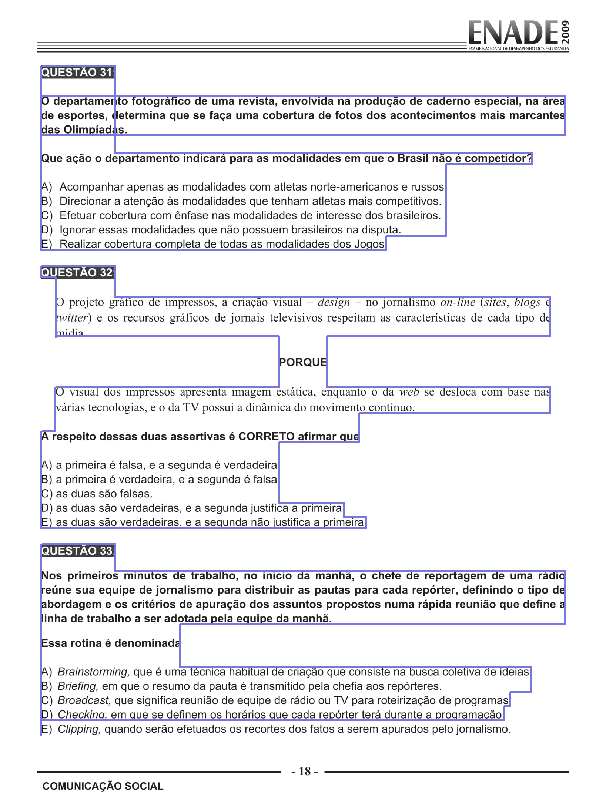 ENADE 2009
EXAME NACIONAL DE DESEMPENHO DOS ESTUDANTES
QUESTÃO 31
O departamento fotográfico de uma revista, envolvida na produção de caderno especial, na área
de esportes, determina que se faça uma cobertura de fotos dos acontecimentos mais marcantes
das Olimpíadas.
Que ação o departamento indicará para as modalidades em que o Brasil não é competidor?
A) Acompanhar apenas as modalidades com atletas norte-americanos e russos
B) Direcionar a atenção às modalidades que tenham atletas mais competitivos.
C) Efetuar cobertura com ênfase nas modalidades de interesse dos brasileiros.
D) Ignorar essas modalidades que não possuem brasileiros na disputa.
E) Realizar cobertura completa de todas as modalidades dos Jogos
QUESTÃO 32
O projeto gráfico de impressos, a criação visual – design – no jornalismo on-line (sites, blogs e
twitter) e os recursos gráficos de jornais televisivos respeitam as características de cada tipo de
mídia
PORQUE
O visual dos impressos apresenta imagem estática, enquanto o da web se desloca com base nas
várias tecnologias, e o da TV possui a dinâmica do movimento contínuo.
A respeito dessas duas assertivas é CORRETO afirmar que
A) a primeira é falsa, e a segunda é verdadeira
B) a primeira é verdadeira, e a segunda é falsa
C) as duas são falsas.
D) as duas são verdadeiras, e a segunda justifica a primeira
E) as duas são verdadeiras, e a segunda não justifica a primeira
QUESTÃO 33
Nos primeiros minutos de trabalho, no início da manhã, o chefe de reportagem de uma rádio
reúne sua equipe de jornalismo para distribuir as pautas para cada repórter, definindo o tipo de
abordagem e os critérios de apuração dos assuntos propostos numa rápida reunião que define a
linha de trabalho a ser adotada pela equipe da manhã.
Essa rotina é denominada
A) Brainstorming, que é uma técnica habitual de criação que consiste na busca coletiva de ideias
B) Briefing, em que o resumo da pauta é transmitido pela chefia aos repórteres.
C) Broadcast, que significa reunião de equipe de rádio ou TV para roteirização de programas
D) Checking, em que se definem os horários que cada repórter terá durante a programação
E) Clipping, quando serão efetuados os recortes dos fatos a serem apurados pelo jornalismo.
- 18 -
COMUNICAÇÃO SOCIAL